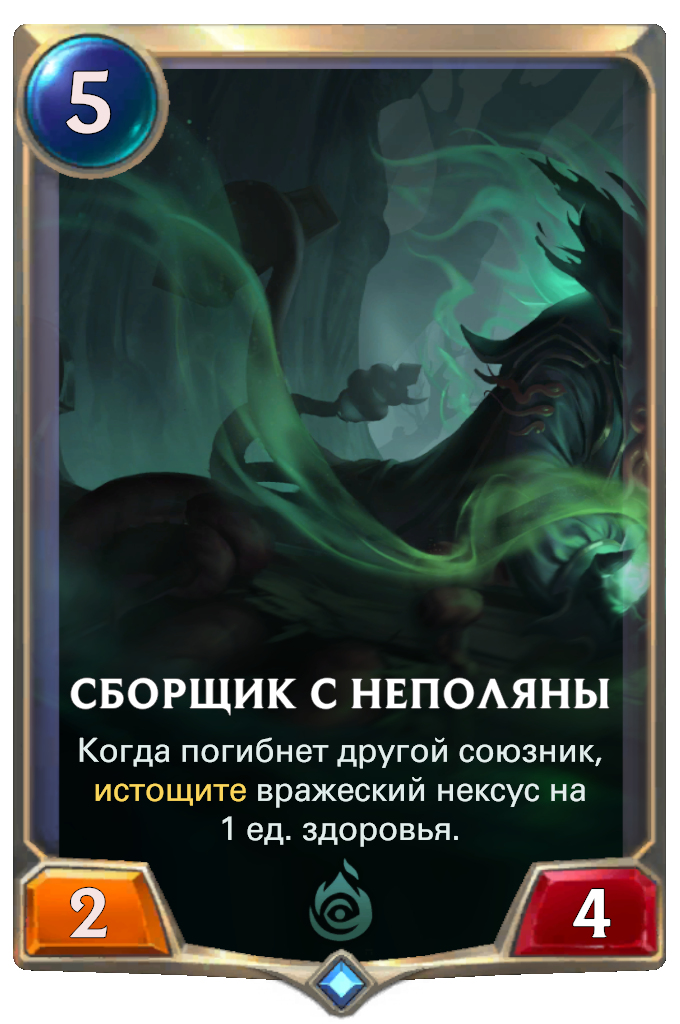 5
СБОРЩИК С НЕПОЛЯНЫ
Когда погибнет другой союзник,
истощите вражеский нексус на
1 ед. здоровья.
2
4